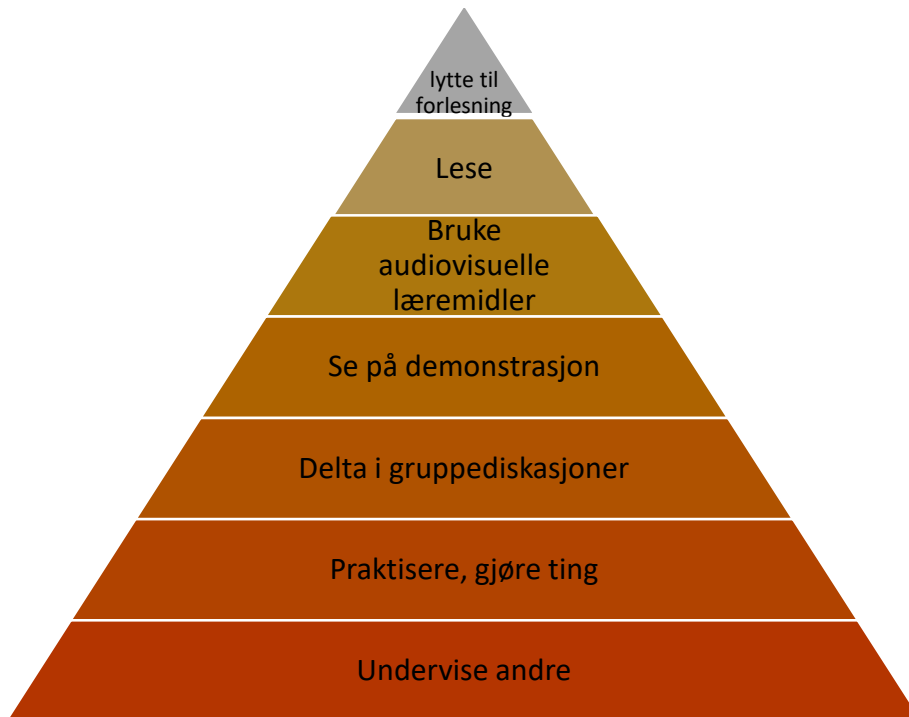 lytte til
forlesning
Lese
Bruke
audiovisuelle
læremidler
Se på demonstrasjon
Delta i gruppediskasjoner
Praktisere, gjøre ting
Undervise andre